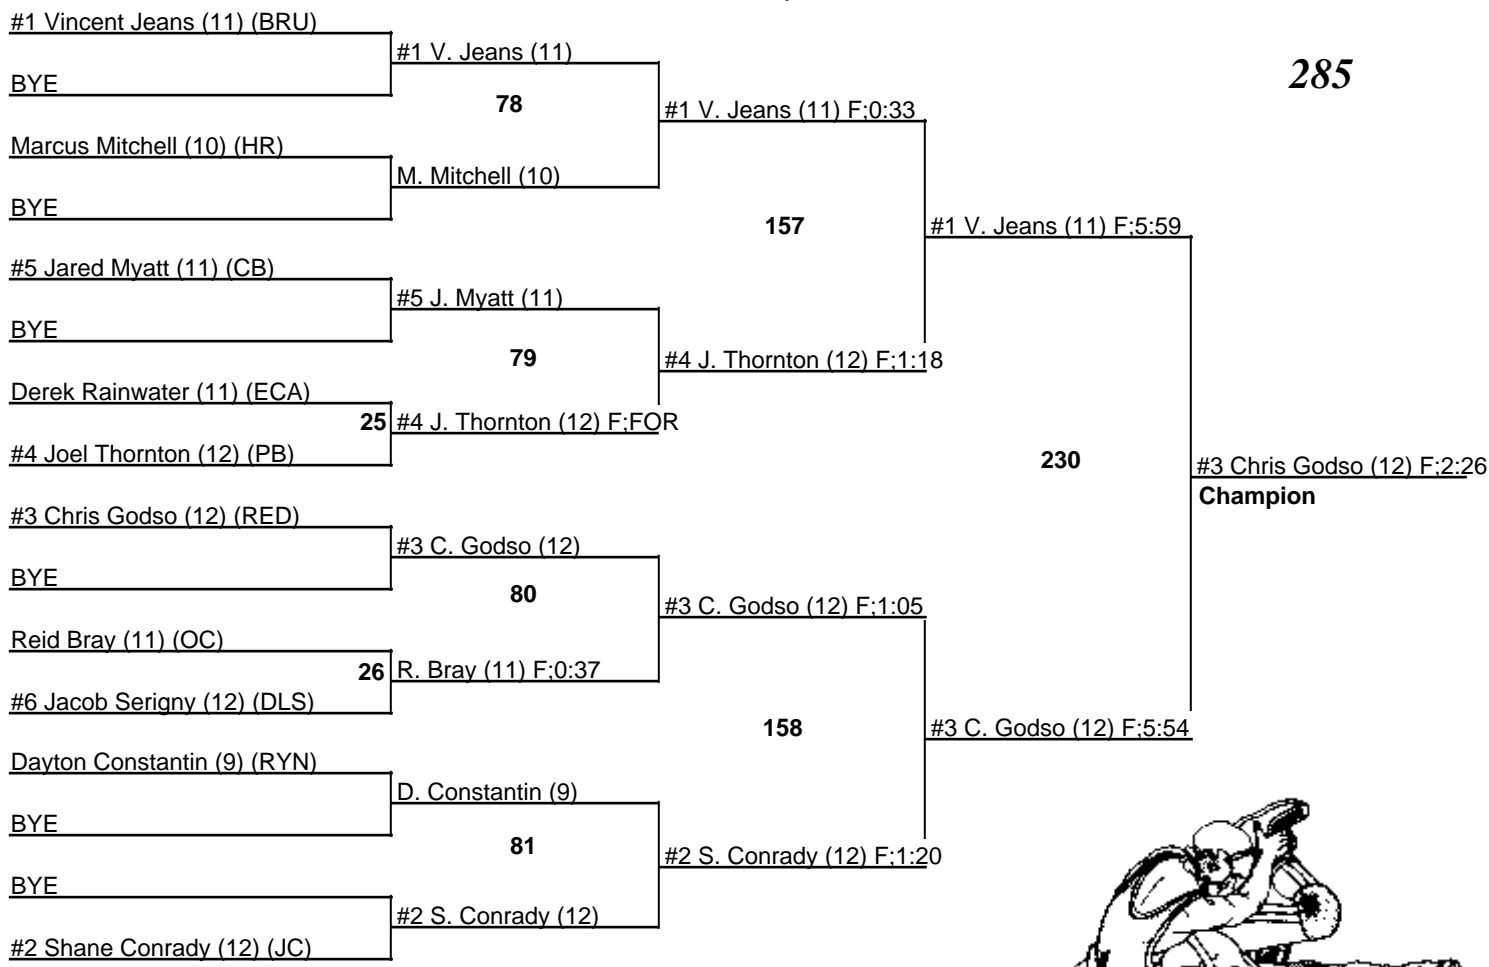 #1 Vincent Jeans (11) (BRU)
BYE
Marcus Mitchell (10) (HR)
BYE
#5 Jared Myatt (11) (CB)
BYE
Derek Rainwater (11) (ECA)
#4 Joel Thornton (12) (PB)
#3 Chris Godso (12) (RED)
BYE
Reid Bray (11) (OC)
#6 Jacob Serigny (12) (DLS)
Dayton Constantin (9) (RYN)
BYE
BYE
#2 Shane Conrady (12) (JC)
25
26
#1 V. Jeans (11)
78
M. Mitchell (10)
#5 J. Myatt (11)
79
#4 J. Thornton (12) F;FOR
#3 C. Godso (12)
80
R. Bray (11) F;0:37
D. Constantin (9)
81
#2 S. Conrady (12)
#1 V. Jeans (11) F;0:33
157
#4 J. Thornton (12) F;1:18
#3 C. Godso (12) F;1:05
158
#2 S. Conrady (12) F;1:20
#1 V. Jeans (11) F;5:59
230
#3 C. Godso (12) F;5:54
285
#3 Chris Godso (12) F;2:26
Champion